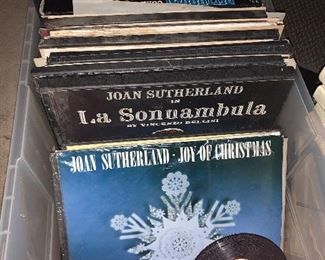 JOAN SUTHERLAND
IN
La Sonnambula
BY VINCENZO BELLINI
JOAN SUTHERLAND · JOY OF CHRISTMAS